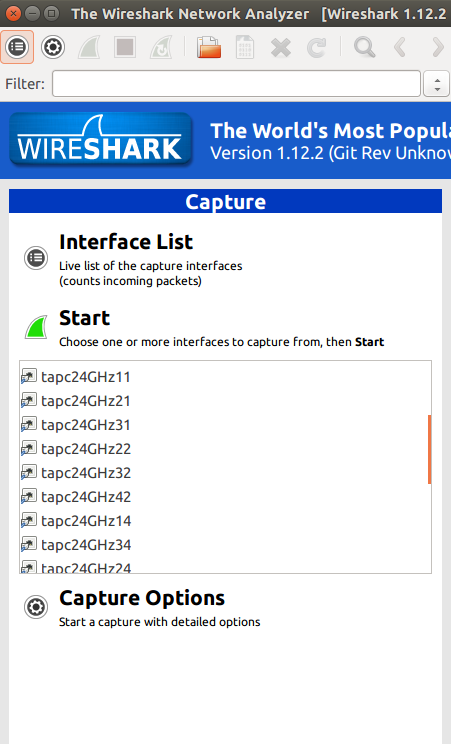 The Wireshark Network Analyzer [Wireshark 1.12.2
Filter:
WIRESHARK
The World's Most Popula
Version 1.12.2 (Git Rev Unknow
Capture
Interface List
Live list of the capture interfaces
(counts incoming packets)
Start
Choose one or more interfaces to capture from, then Start
tapc24GHz11
tapc24GHz21
tapc24GHz31
tapc24GHz22
tapc24GHz32
tapc24GHz42
tapc24GHz14
tapc24GHz34
tapc24GHz24
Capture Options
Start a capture with detailed options